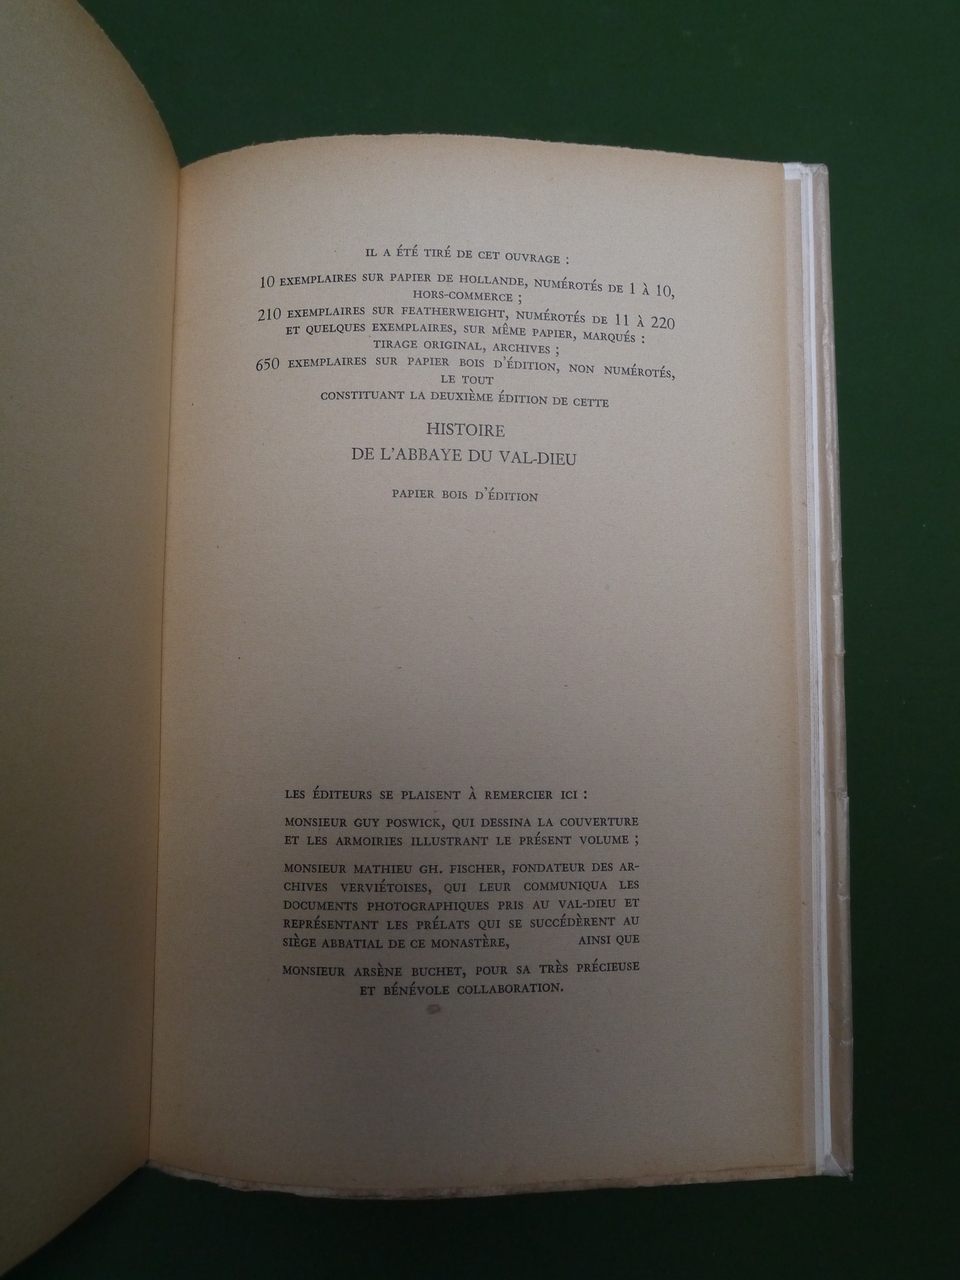 IL A ÉTÉ TIRÉ DE CET OUVRAGE :
10 EXEMPLAIRES SUR PAPIER DE HOLLANDE, NUMÉROTÉS DE 1 À 10,
HORS-COMMERCE ;
210 EXEMPLAIRES SUR FEATHERWEIGHT, NUMÉROTÉS DE 11 À 220
ET QUELQUES EXEMPLAIRES, SUR MÊME PAPIER, MARQUÉS :
TIRAGE ORIGINAL, ARCHIVES ;
650 EXEMPLAIRES SUR PAPIER BOIS D'ÉDITION, NON NUMÉROTÉS,
LE TOUT
CONSTITUANT LA DEUXIÈME ÉDITION DE CETTE
HISTOIRE
DE L'ABBAYE DU VAL-DIEU
PAPIER BOIS D'ÉDITION
LES ÉDITEURS SE PLAISENT À REMERCIER ICI :
MONSIEUR GUY POSWICK, QUI DESSINA LA COUVERTURE
ET LES ARMOIRIES ILLUSTRANT LE PRÉSENT VOLUME ;
MONSIEUR MATHIEU GH. FISCHER, FONDATEUR DES AR-
CHIVES VERVIÉTOISES, QUI LEUR COMMUNIQUA LES
DOCUMENTS PHOTOGRAPHIQUES PRIS AU VAL-DIEU ET
REPRÉSENTANT LES PRÉLATS QUI SE SUCCÉDÈRENT AU
SIÈGE ABBATIAL DE CE MONASTÈRE, AINSI QUE
MONSIEUR ARSÈNE BUCHET, POUR SA TRÈS PRÉCIEUSE
ET BÉNÉVOLE COLLABORATION.